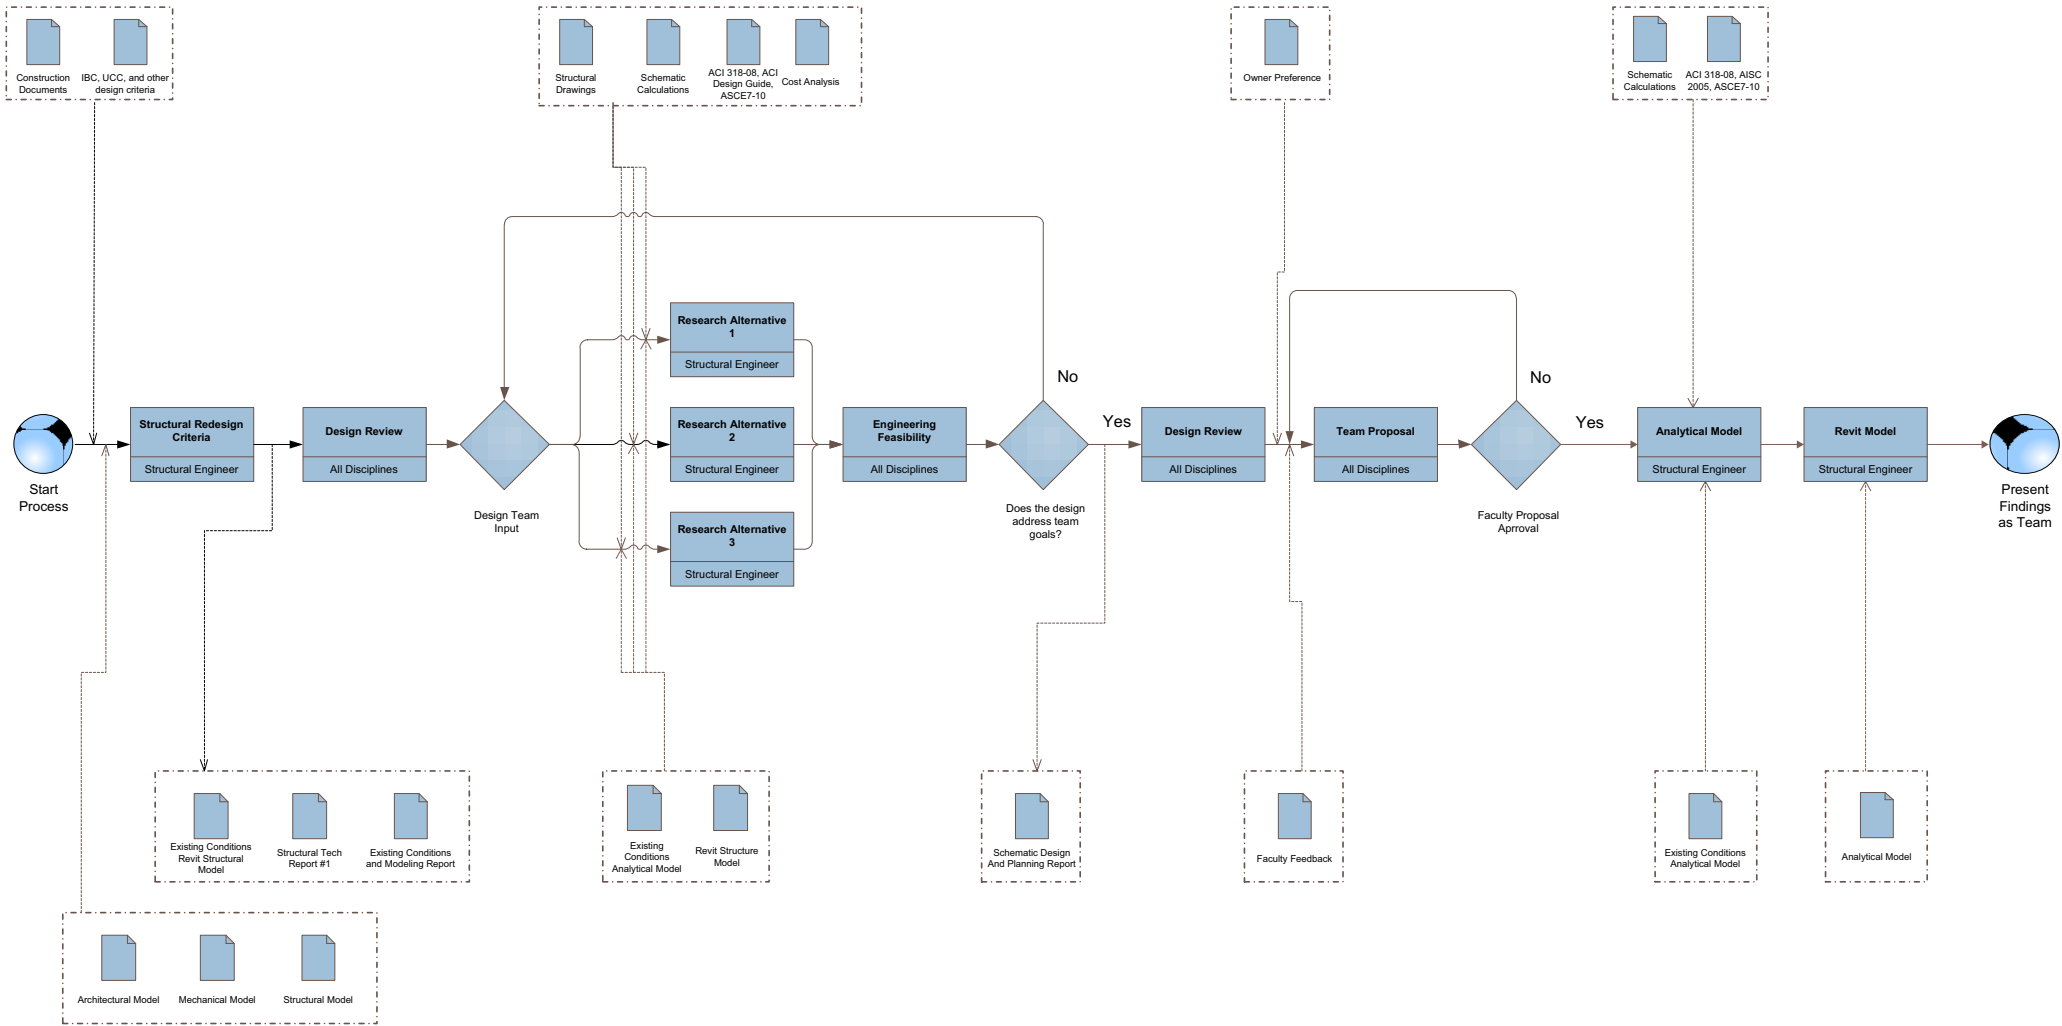 Construction
Documents
IBC, UCC, and other
design criteria
Structural
Drawings
Schematic
Calculations
ACI 318-08, ACI
Design Guide,
ASCE7-10
Cost Analysis
Owner Preference
Schematic
Calculations
ACI 318-08, AISC
2005, ASCE7-10
Start
Process
Structural Redesign
Criteria
Structural Engineer
Design Review
All Disciplines
Design Team
Input
Research Alternative
1
Structural Engineer
Research Alternative
2
Structural Engineer
Research Alternative
3
Structural Engineer
Engineering
Feasibility
All Disciplines
No
Yes
Does the design
address team
goals?
Design Review
All Disciplines
Team Proposal
All Disciplines
No
Yes
Faculty Proposal
Aprroval
Analytical Model
Structural Engineer
Revit Model
Structural Engineer
Present
Findings
as Team
Existing Conditions
Revit Structural
Model
Structural Tech
Report #1
Existing Conditions
and Modeling Report
Existing
Conditions
Analytical Model
Revit Structure
Model
Schematic Design
And Planning Report
Faculty Feedback
Existing Conditions
Analytical Model
Analytical Model
Architectural Model
Mechanical Model
Structural Model